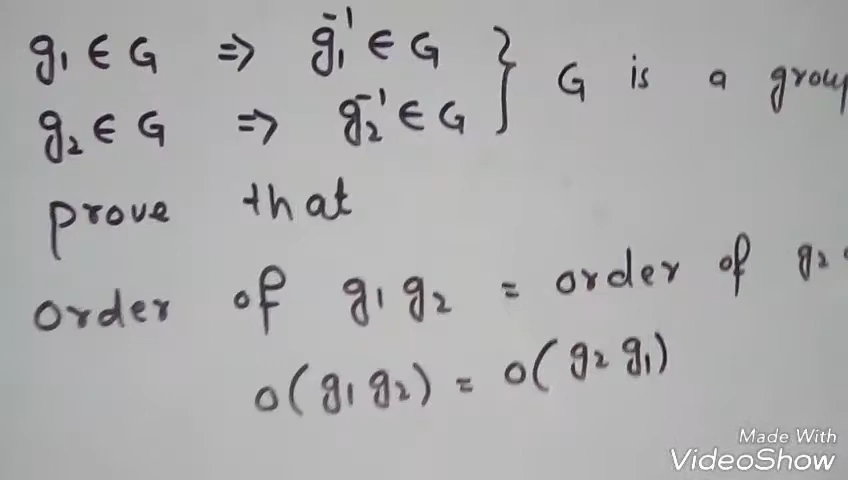 g₁ ∈ G ⇒ g₁⁻¹ ∈ G
g₂ ∈ G ⇒ g₂⁻¹ ∈ G } G is a group
prove that
order of g₁ g₂ = order of g₂
o(g₁ g₂) = o(g₂ g₁)
Made With
VideoShow